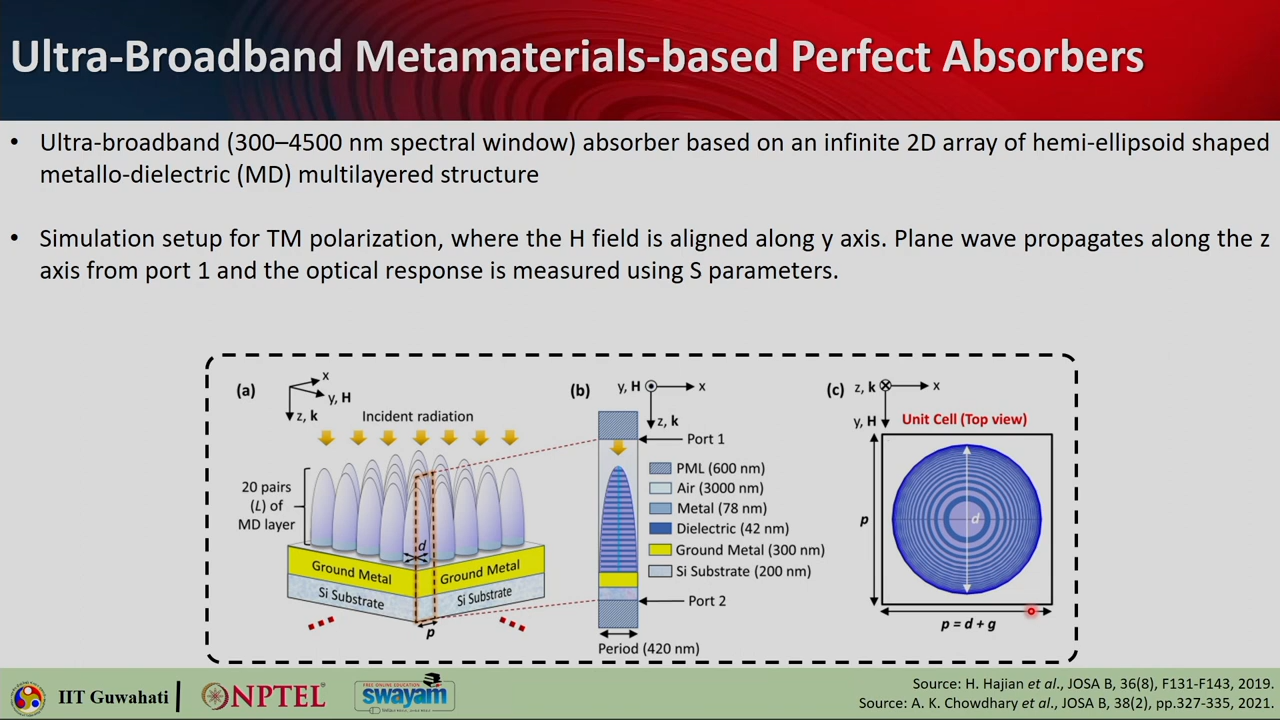 Ultra-Broadband Metamaterials-based Perfect Absorbers
• Ultra-broadband (300–4500 nm spectral window) absorber based on an infinite 2D array of hemi-ellipsoid shaped
metallo-dielectric (MD) multilayered structure
• Simulation setup for TM polarization, where the H field is aligned along y axis. Plane wave propagates along the z
axis from port 1 and the optical response is measured using S parameters.
(a)
x
y, H
z, k
Incident radiation
20 pairs
(L) of
MD layer
d
Ground Metal
Ground Metal
Si Substrate
Si Substrate
p
(b)
y, H
x
z, k
Port 1
PML (600 nm)
Air (3000 nm)
Metal (78 nm)
Dielectric (42 nm)
Ground Metal (300 nm)
Si Substrate (200 nm)
Port 2
Period (420 nm)
(c)
z, k
x
y, H
Unit Cell (Top view)
p
d
p = d + g
IIT Guwahati
NPTEL
FREE ONLINE EDUCATION
swayam
Source: H. Hajian et al., JOSA B, 36(8), F131-F143, 2019.
Source: A. K. Chowdhary et al., JOSA B, 38(2), pp.327-335, 2021.